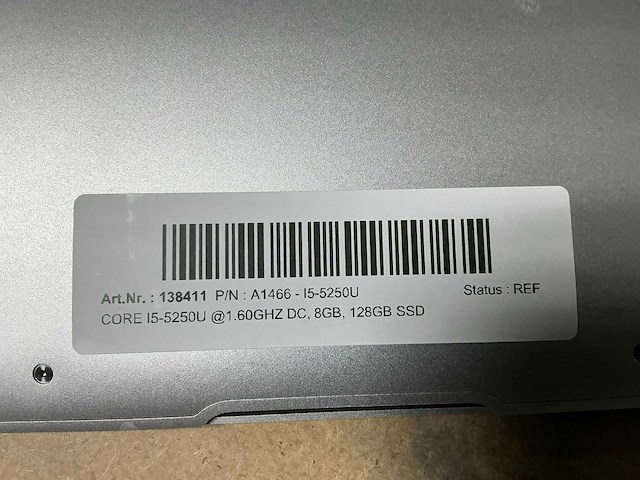 Art.Nr. : 138411 P/N : A1466 - I5-5250U Status : REF
CORE I5-5250U @1.60GHZ DC, 8GB, 128GB SSD